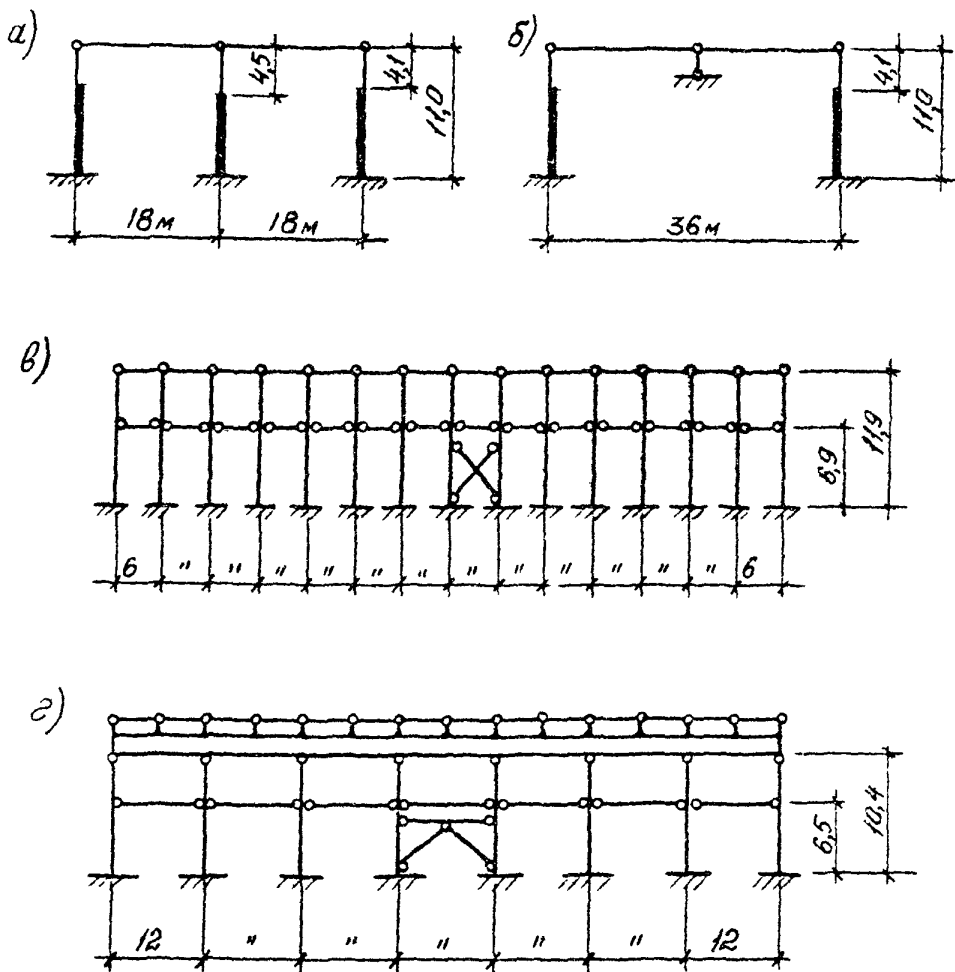 а)
4,5
4,1
11,0
18м
18м
б)
4,1
11,0
36м
в)
6,9
11,9
6 " " " " " " " " " " " " 6
г)
6,5
10,4
12 " " " " " 12